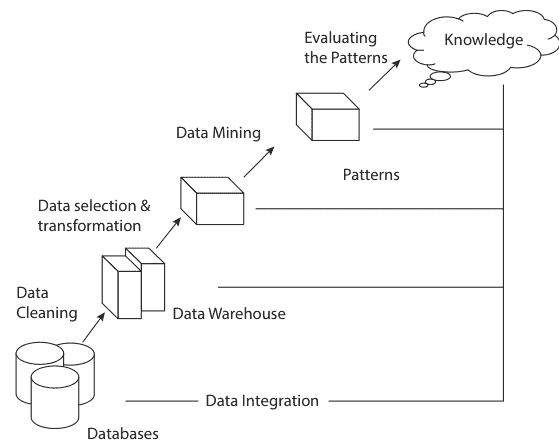 Evaluating
the Patterns
Knowledge
Data Mining
Patterns
Data selection &
transformation
Data
Cleaning
Data Warehouse
Data Integration
Databases